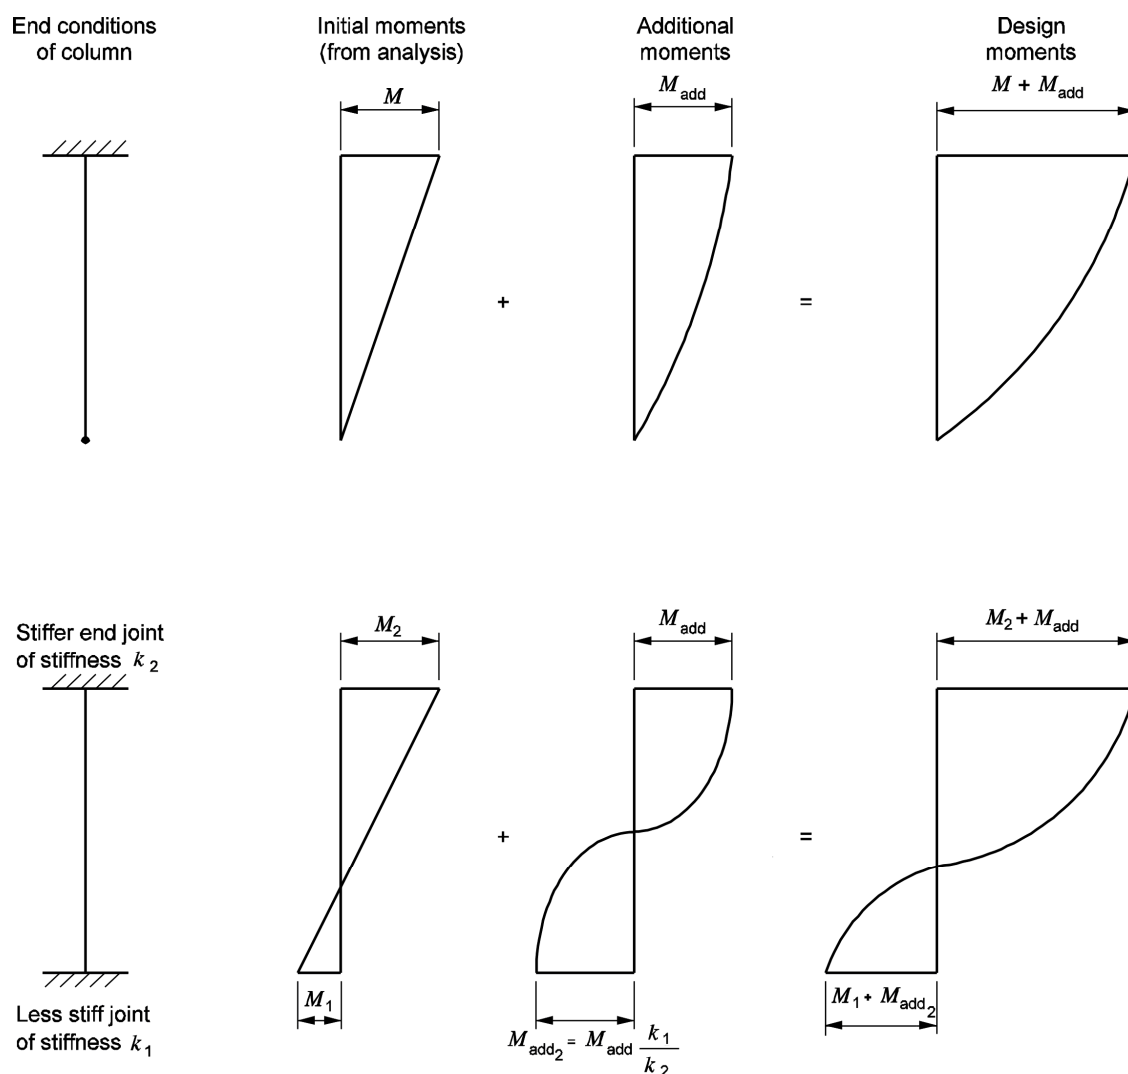 End conditions
of column
Initial moments
(from analysis)
Additional
moments
Design
moments
M
M_add
M + M_add
+
=
Stiffer end joint
of stiffness k_2
M_2
M_add
M_2 + M_add
+
=
Less stiff joint
of stiffness k_1
M_1
M_add_2 = M_add k_1/k_2
M_1 + M_add_2